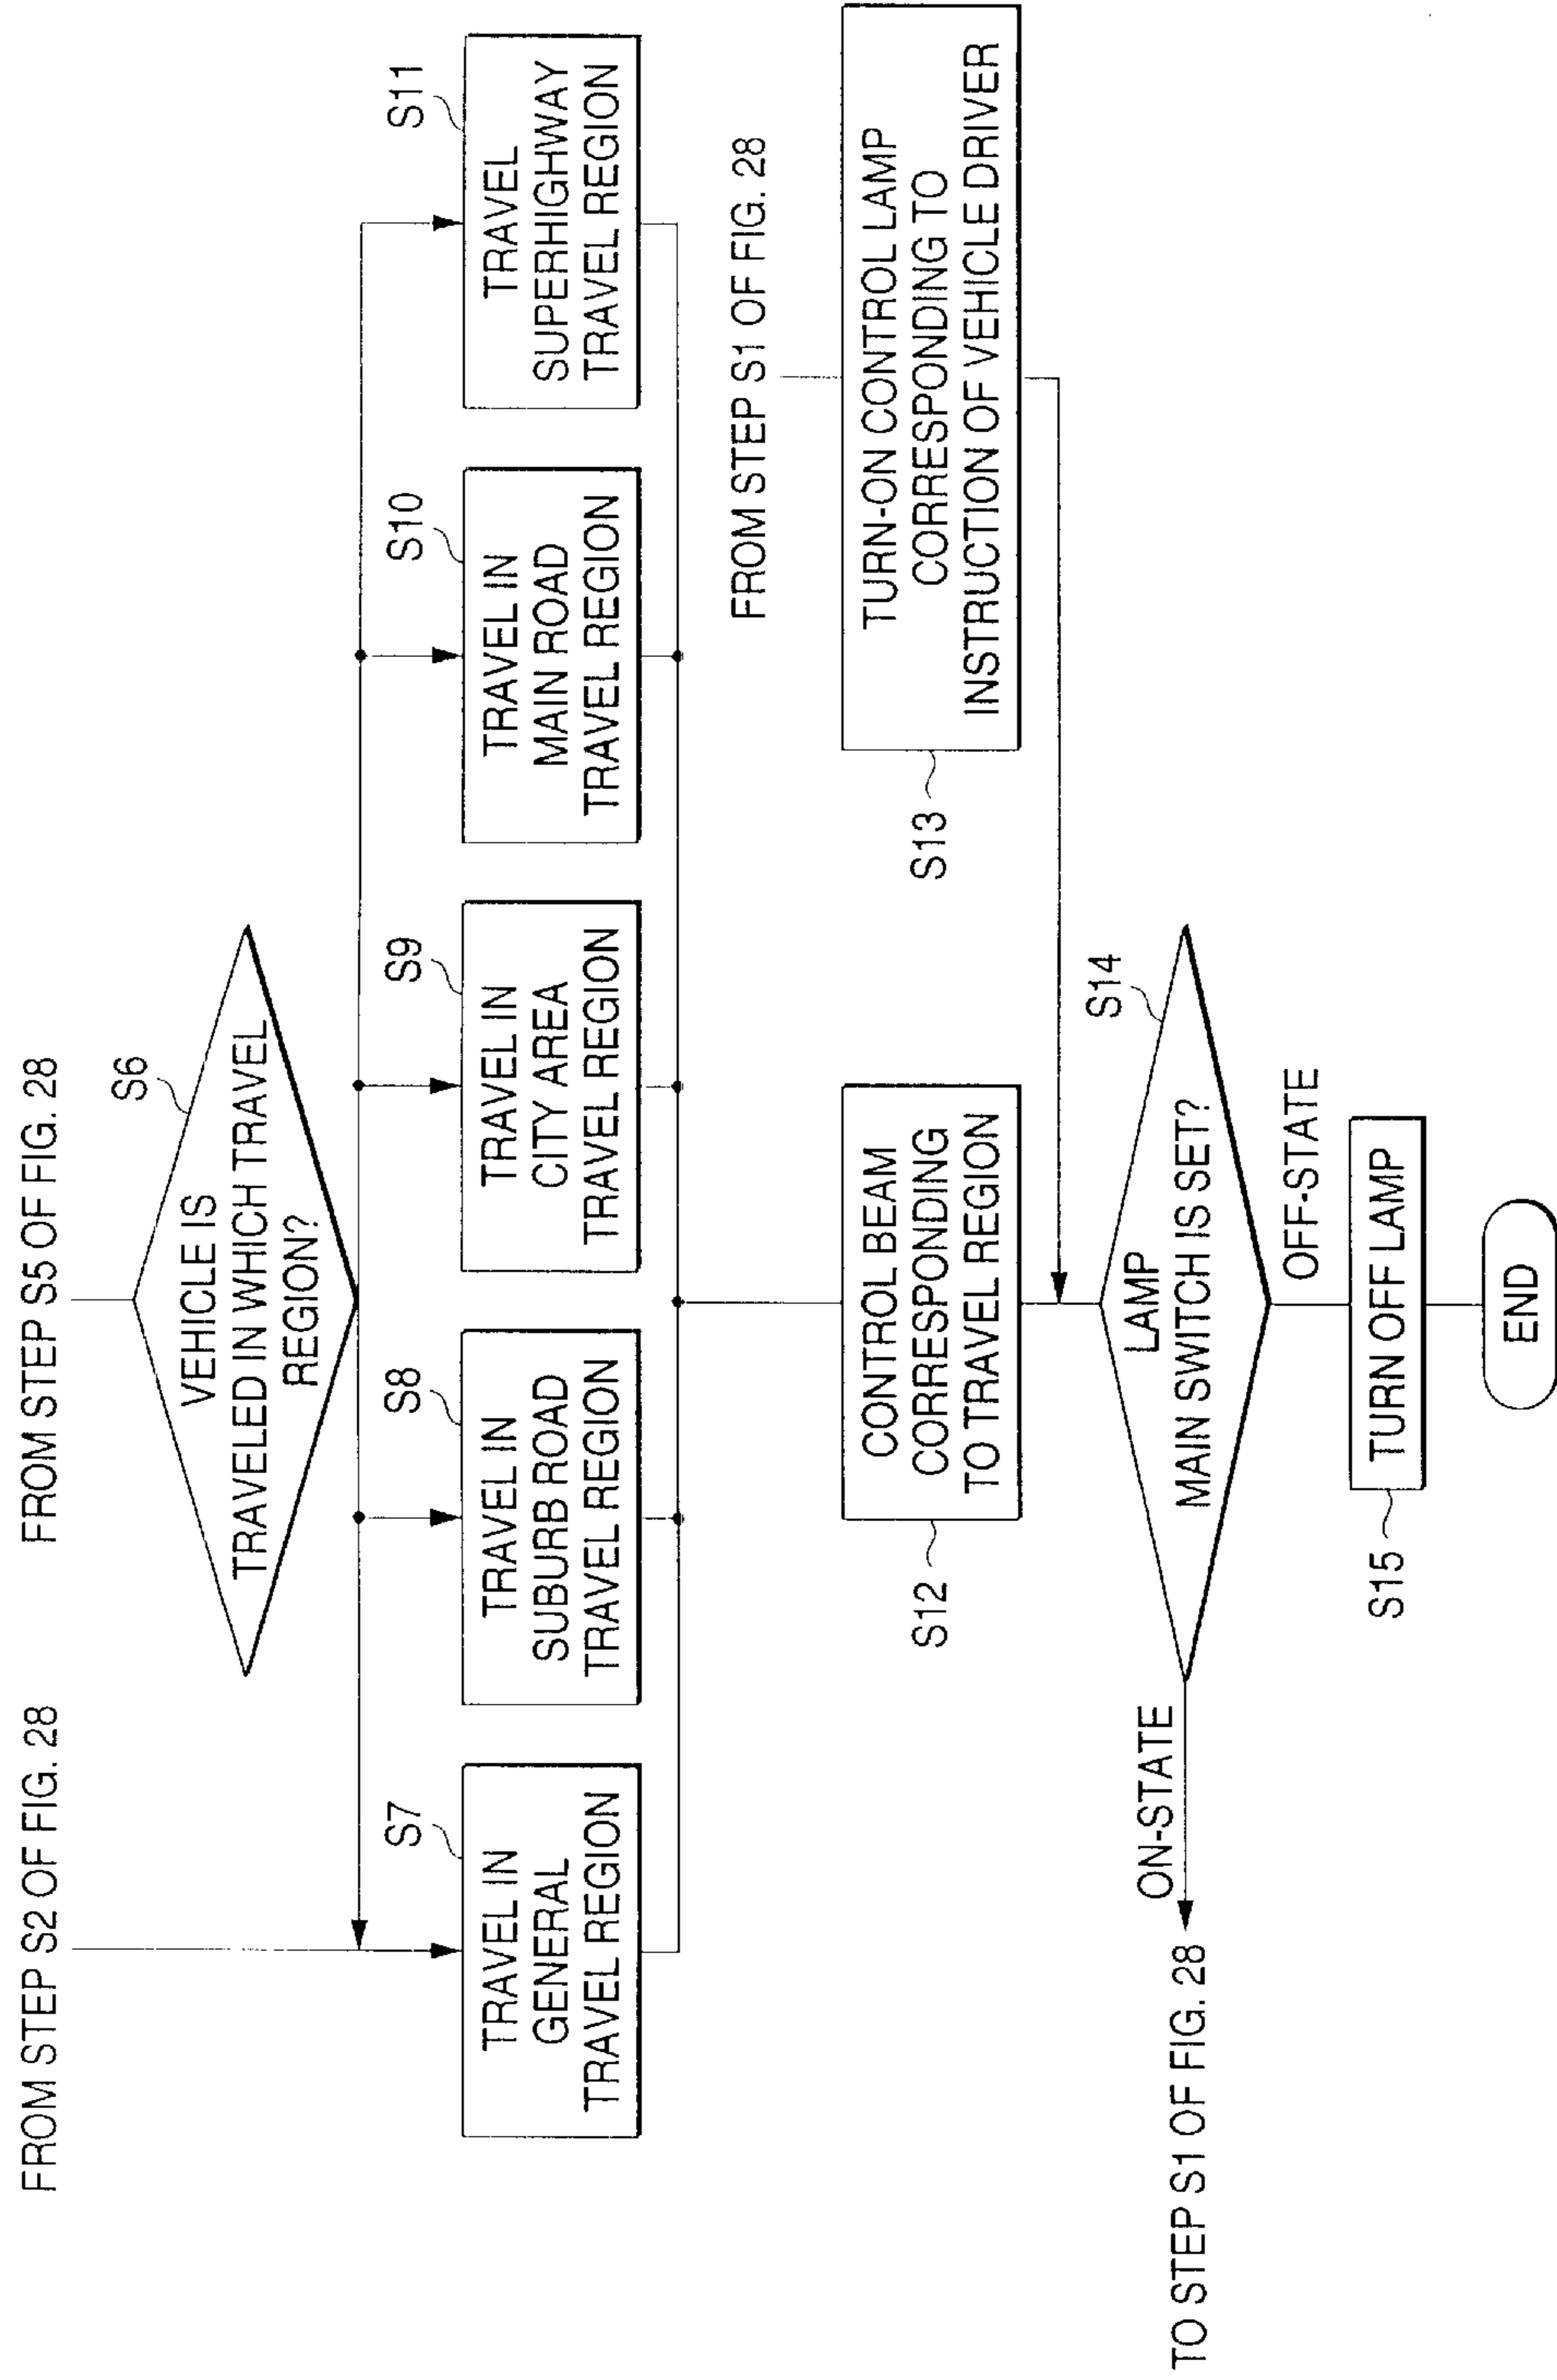 FROM STEP S2 OF FIG. 28
FROM STEP S5 OF FIG. 28
S6
VEHICLE IS
TRAVELED IN WHICH TRAVEL
REGION?
S7
TRAVEL IN
GENERAL
TRAVEL REGION
S8
TRAVEL IN
SUBURB ROAD
TRAVEL REGION
S9
TRAVEL IN
CITY AREA
TRAVEL REGION
S10
TRAVEL IN
MAIN ROAD
TRAVEL REGION
S11
TRAVEL
SUPERHIGHWAY
TRAVEL REGION
FROM STEP S1 OF FIG. 28
S12
CONTROL BEAM
CORRESPONDING
TO TRAVEL REGION
S13
TURN-ON CONTROL LAMP
CORRESPONDING TO
INSTRUCTION OF VEHICLE DRIVER
S14
LAMP
MAIN SWITCH IS SET?
ON-STATE
TO STEP S1 OF FIG. 28
OFF-STATE
S15
TURN OFF LAMP
END